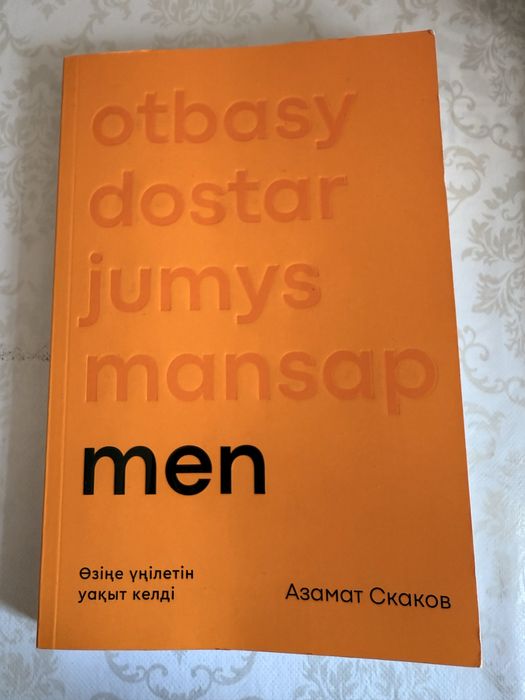 otbasy
dostar
jumys
mansap
men
Өзіңе үңілетін
уақыт келді
Азамат Скаков